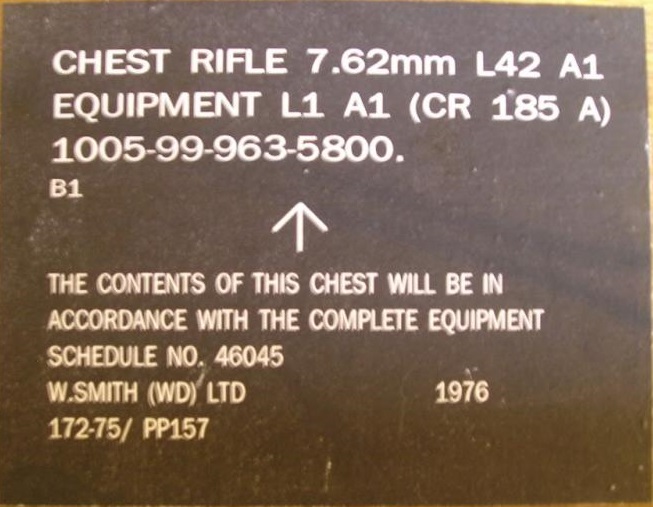 CHEST RIFLE 7.62mm L42 A1
EQUIPMENT L1 A1 (CR 185 A)
1005-99-963-5800.
B1
THE CONTENTS OF THIS CHEST WILL BE IN
ACCORDANCE WITH THE COMPLETE EQUIPMENT
SCHEDULE NO. 46045
W.SMITH (WD) LTD 1976
172-75/ PP157